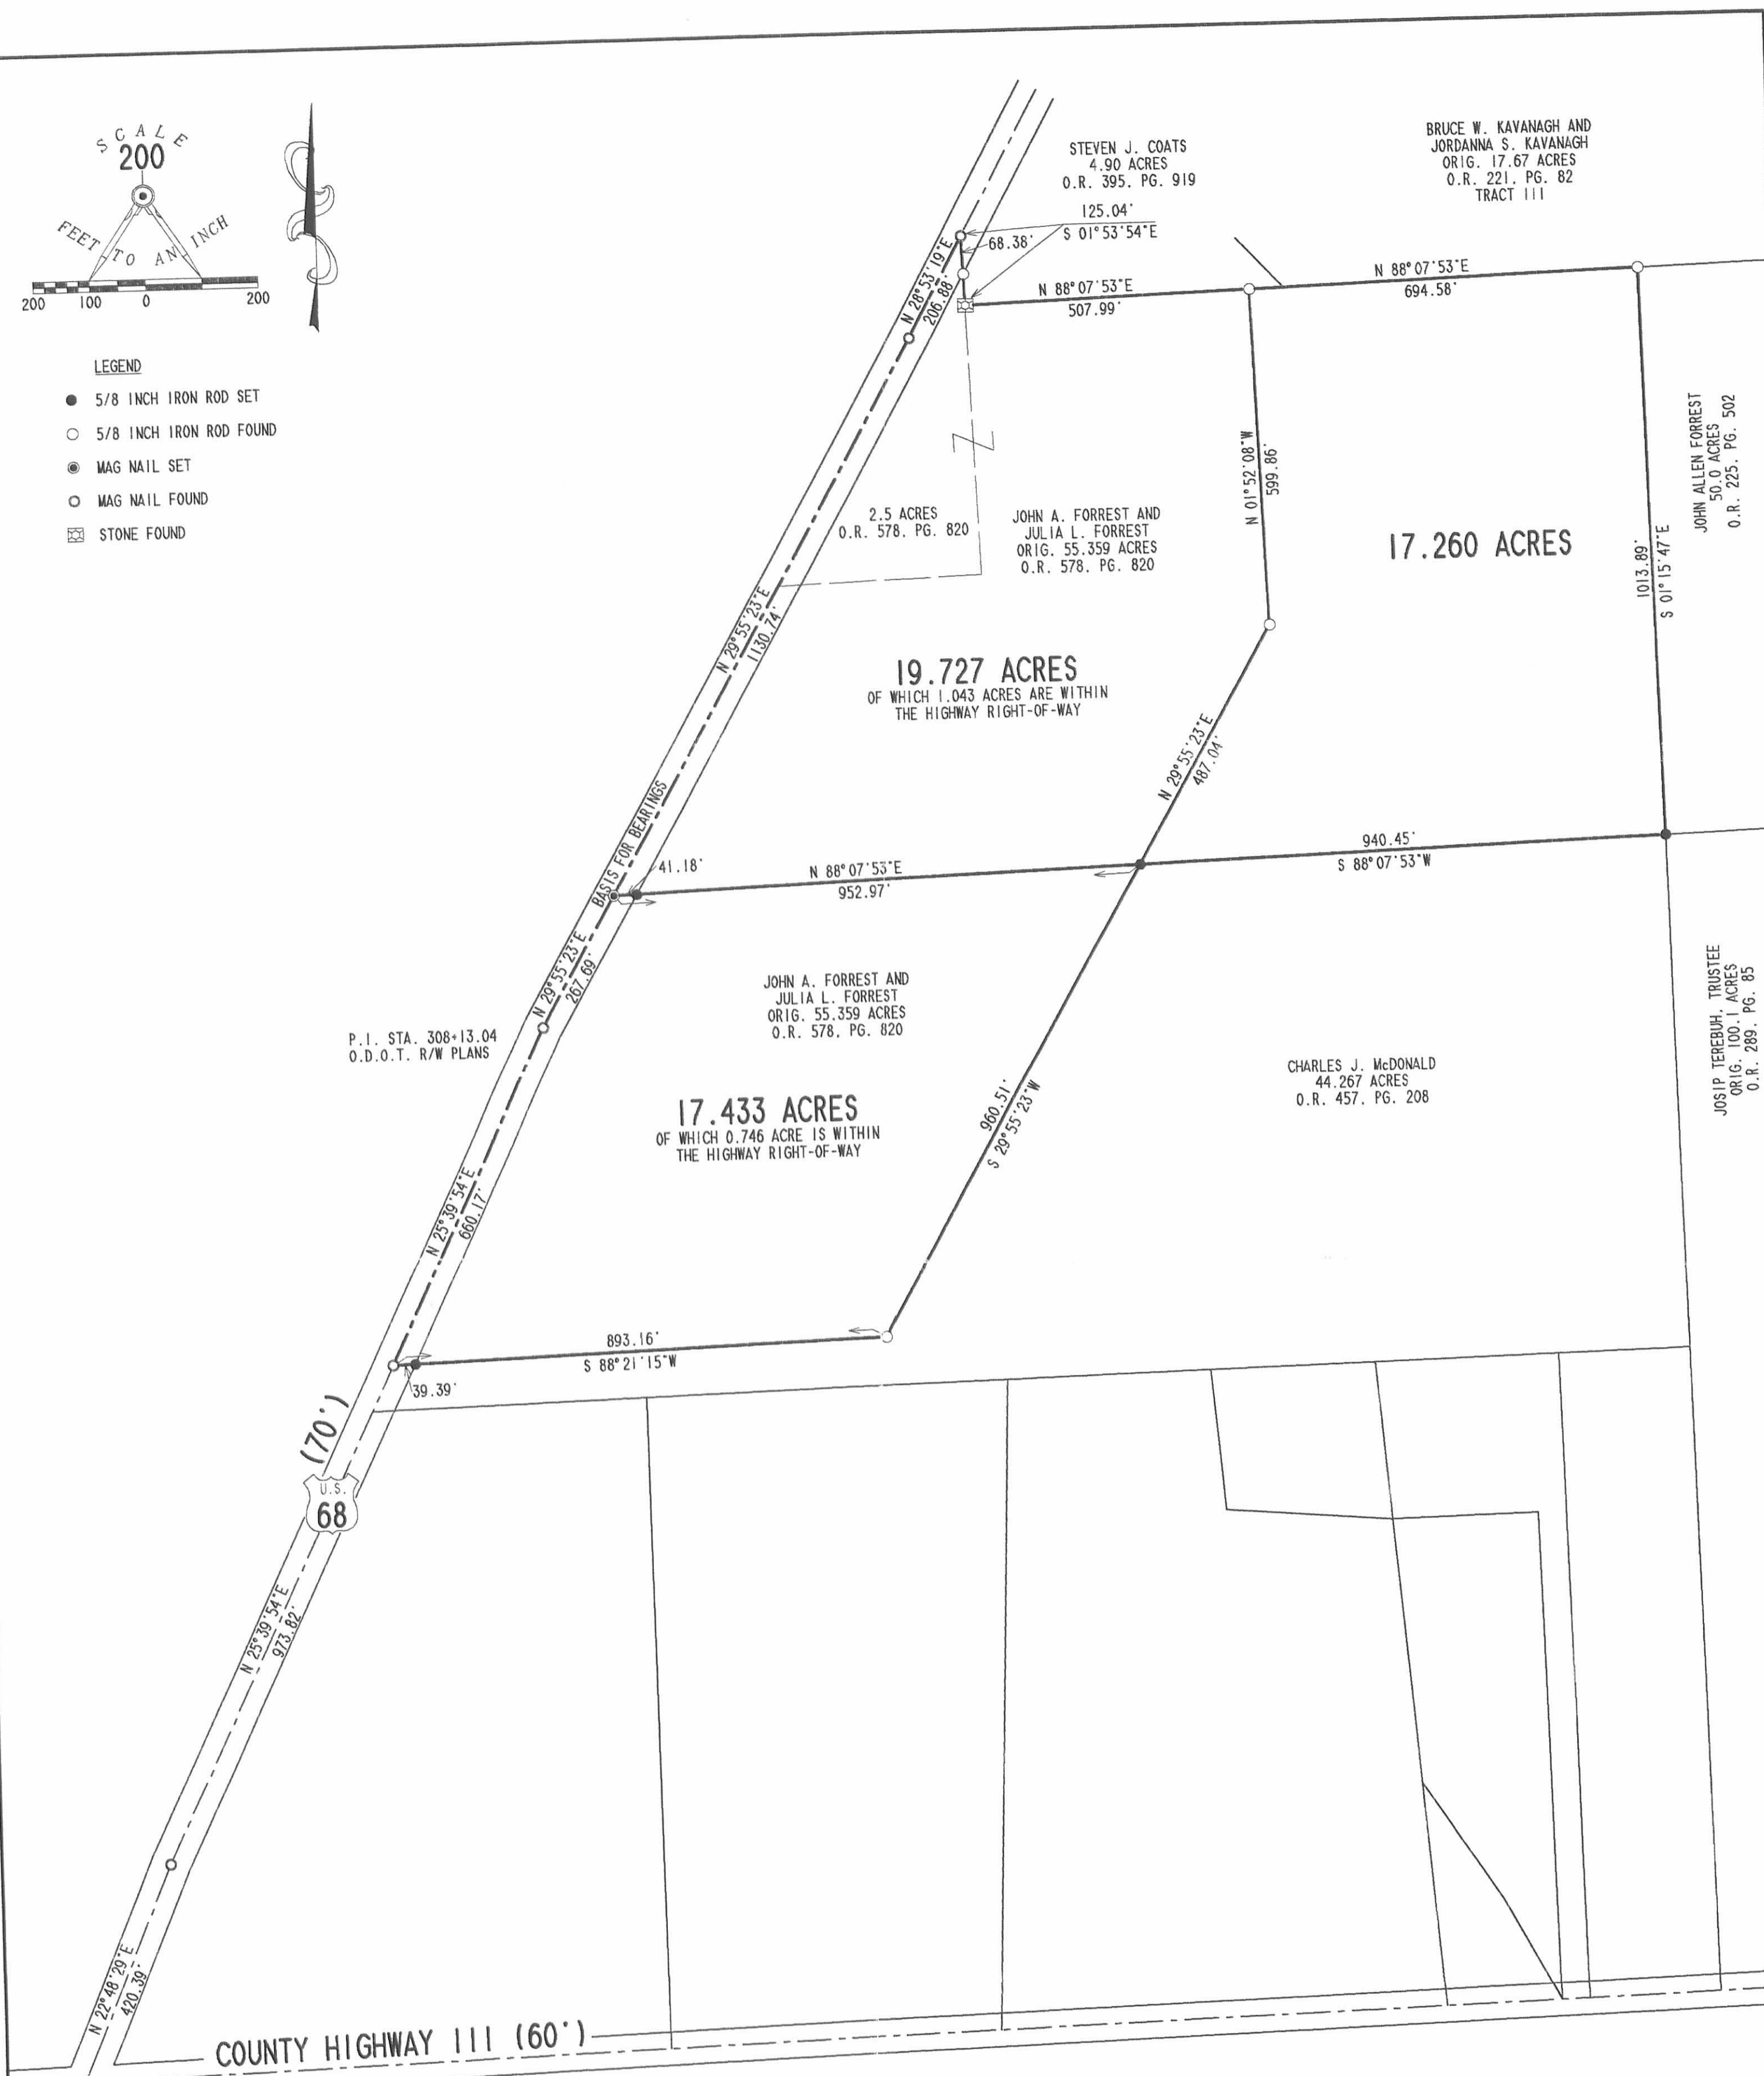 SCALE
200
FEET TO AN INCH
200 100 0 200
LEGEND
5/8 INCH IRON ROD SET
5/8 INCH IRON ROD FOUND
MAG NAIL SET
MAG NAIL FOUND
STONE FOUND
STEVEN J. COATS
4.90 ACRES
O.R. 395, PG. 919
BRUCE W. KAVANAGH AND
JORDANNA S. KAVANAGH
ORIG. 17.67 ACRES
O.R. 221, PG. 82
TRACT III
125.04'
S 01°53'54"E
68.38'
N 28°53'19"E
206.88'
N 88°07'53"E
507.99'
N 88°07'53"E
694.58'
N 01°52'08"W
599.86'
JOHN ALLEN FORREST
50.0 ACRES
O.R. 225, PG. 502
1013.89'
S 01°15'47"E
2.5 ACRES
O.R. 578, PG. 820
JOHN A. FORREST AND
JULIA L. FORREST
ORIG. 55.359 ACRES
O.R. 578, PG. 820
17.260 ACRES
N 29°55'23"E
1130.74'
19.727 ACRES
OF WHICH 1.043 ACRES ARE WITHIN
THE HIGHWAY RIGHT-OF-WAY
N 29°55'23"E
487.04'
BASIS FOR BEARINGS
41.18'
N 88°07'53"E
952.97'
940.45'
S 88°07'53"W
N 29°55'23"E
267.69'
P.I. STA. 308+13.04
O.D.O.T. R/W PLANS
JOHN A. FORREST AND
JULIA L. FORREST
ORIG. 55.359 ACRES
O.R. 578, PG. 820
17.433 ACRES
OF WHICH 0.746 ACRE IS WITHIN
THE HIGHWAY RIGHT-OF-WAY
960.51'
S 29°55'23"W
CHARLES J. McDONALD
44.267 ACRES
O.R. 457, PG. 208
JOSIP TEREBUH, TRUSTEE
ORIG. 100.1 ACRES
O.R. 289, PG. 85
N 25°39'54"E
660.17'
893.16'
S 88°21'15"W
39.39'
(70')
U.S.
68
N 25°39'54"E
973.82'
N 22°48'29"E
420.39'
COUNTY HIGHWAY 111 (60')